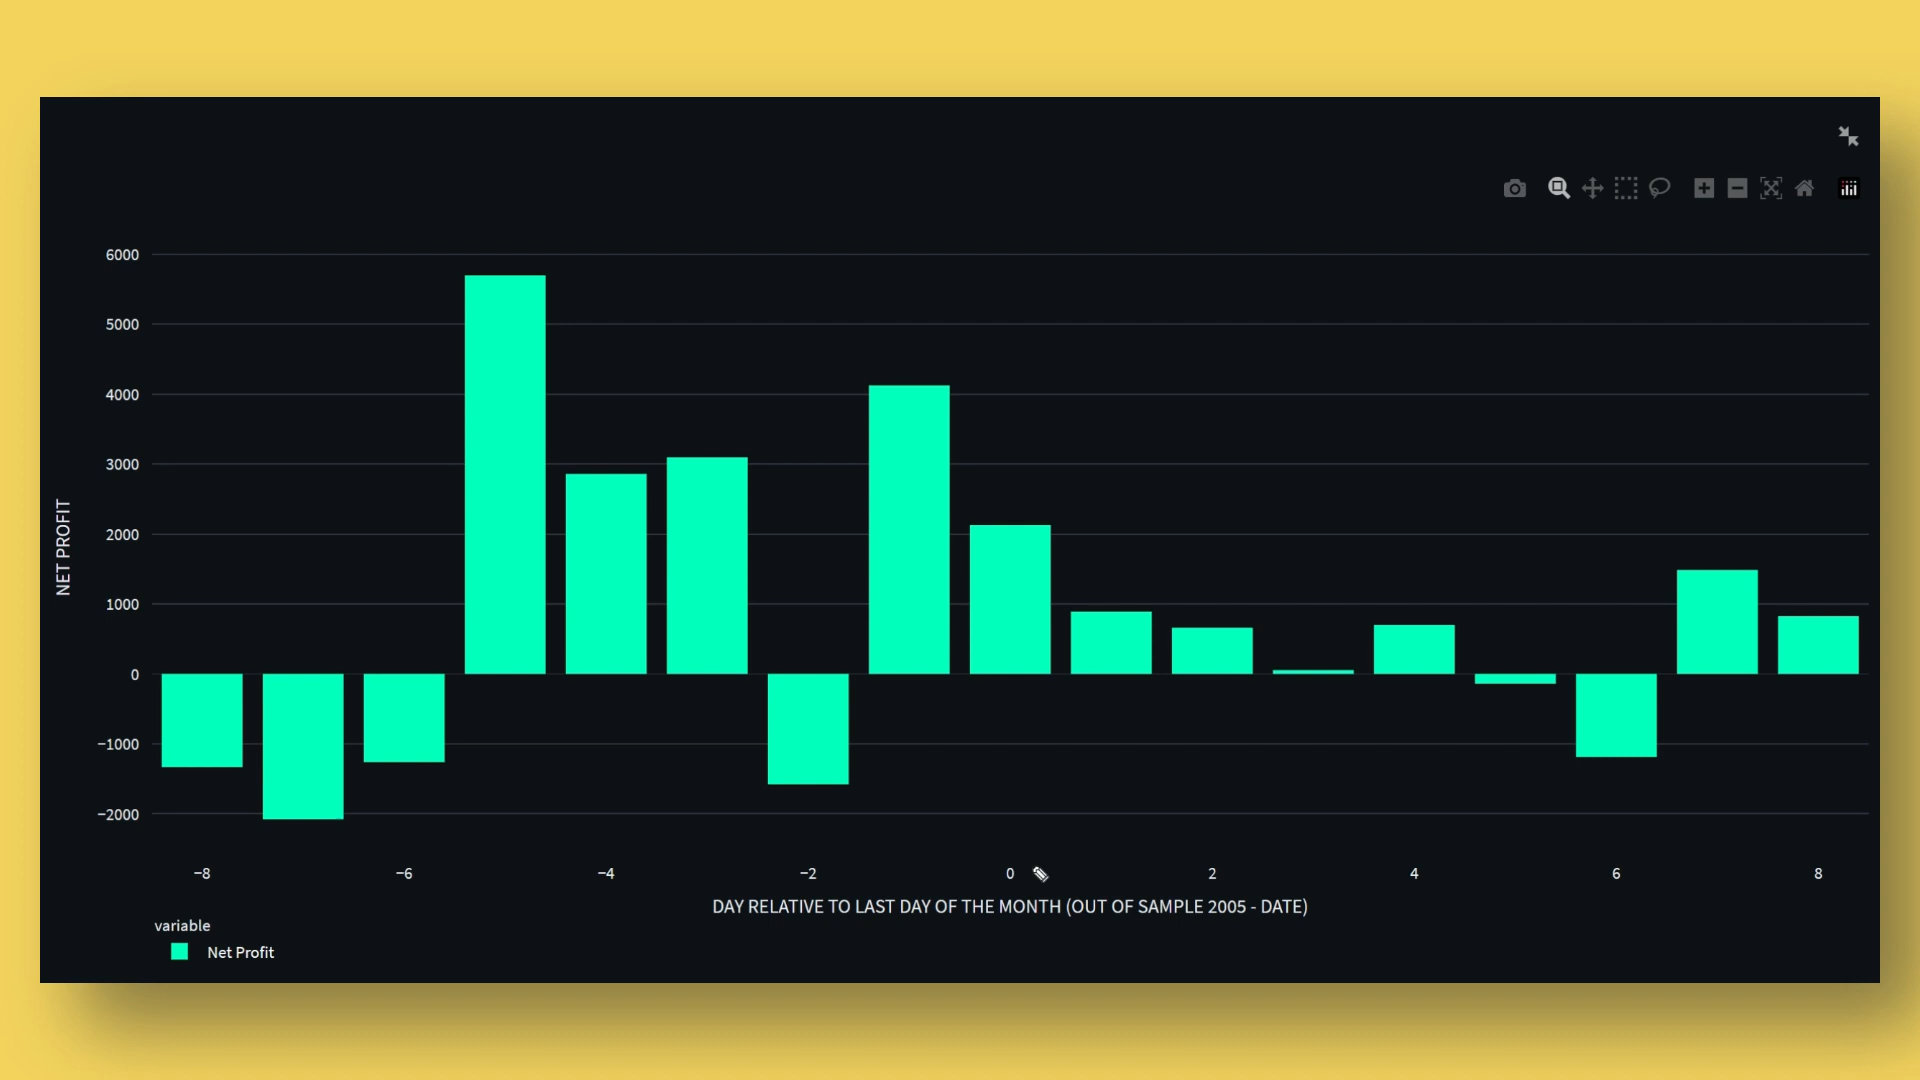 6000
5000
4000
3000
2000
1000
0
−1000
−2000
NET PROFIT
−8 −6 −4 −2 0 2 4 6 8
DAY RELATIVE TO LAST DAY OF THE MONTH (OUT OF SAMPLE 2005 - DATE)
variable
Net Profit